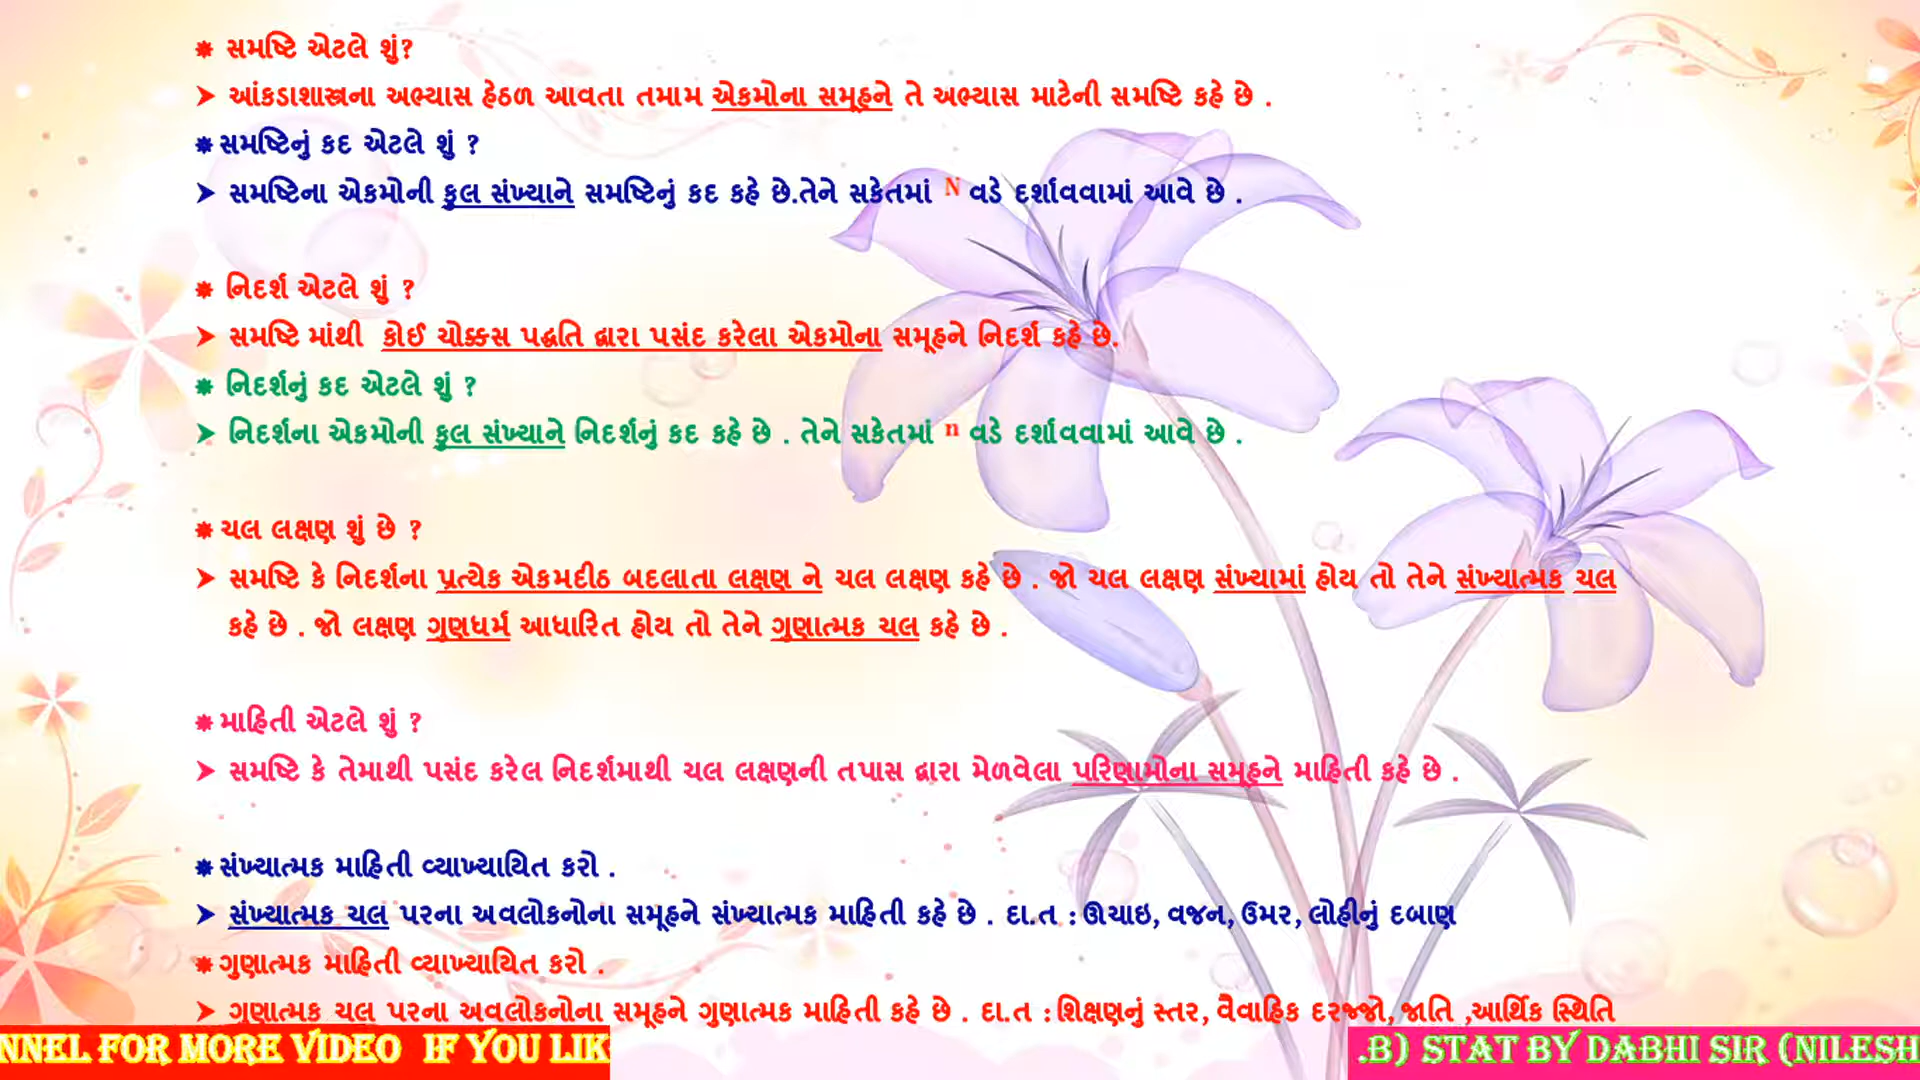 ✸ સમષ્ટિ એટલે શું?
➤ આંકડાશાસ્ત્રના અભ્યાસ હેઠળ આવતા તમામ એકમોના સમૂહને તે અભ્યાસ માટેની સમષ્ટિ કહે છે .
✸ સમષ્ટિનું કદ એટલે શું ?
➤ સમષ્ટિના એકમોની કુલ સંખ્યાને સમષ્ટિનું કદ કહે છે.તેને સકેતમાં N વડે દર્શાવવામાં આવે છે .
✸ નિદર્શ એટલે શું ?
➤ સમષ્ટિ માંથી કોઈ ચોક્કસ પદ્ધતિ દ્વારા પસંદ કરેલા એકમોના સમૂહને નિદર્શ કહે છે.
✸ નિદર્શનું કદ એટલે શું ?
➤ નિદર્શના એકમોની કુલ સંખ્યાને નિદર્શનું કદ કહે છે . તેને સકેતમાં n વડે દર્શાવવામાં આવે છે .
✸ ચલ લક્ષણ શું છે ?
➤ સમષ્ટિ કે નિદર્શના પ્રત્યેક એકમદીઠ બદલાતા લક્ષણ ને ચલ લક્ષણ કહે છે . જો ચલ લક્ષણ સંખ્યામાં હોય તો તેને સંખ્યાત્મક ચલ
કહે છે . જો લક્ષણ ગુણધર્મ આધારિત હોય તો તેને ગુણાત્મક ચલ કહે છે .
✸ માહિતી એટલે શું ?
➤ સમષ્ટિ કે તેમાથી પસંદ કરેલ નિદર્શમાથી ચલ લક્ષણની તપાસ દ્વારા મેળવેલા પરિણામોના સમૂહને માહિતી કહે છે .
✸ સંખ્યાત્મક માહિતી વ્યાખ્યાયિત કરો .
➤ સંખ્યાત્મક ચલ પરના અવલોકનોના સમૂહને સંખ્યાત્મક માહિતી કહે છે . દા.ત : ઊચાઇ, વજન, ઉમર, લોહીનું દબાણ
✸ ગુણાત્મક માહિતી વ્યાખ્યાયિત કરો .
➤ ગુણાત્મક ચલ પરના અવલોકનોના સમૂહને ગુણાત્મક માહિતી કહે છે . દા.ત : શિક્ષણનું સ્તર, વૈવાહિક દરજ્જો, જાતિ ,આર્થિક સ્થિતિ
NNEL FOR MORE VIDEO IF YOU LIK
.B) STAT BY DABHI SIR (NILESH